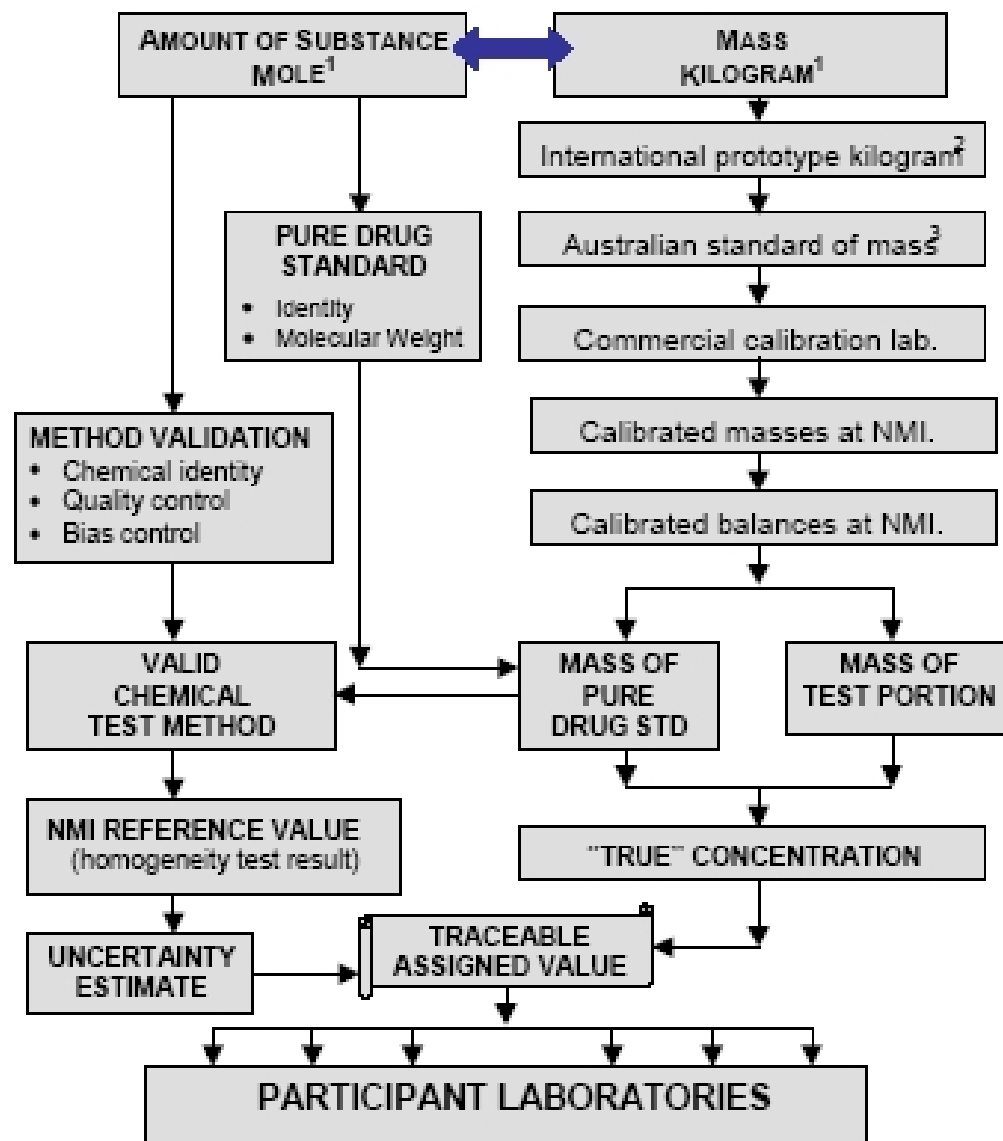 AMOUNT OF SUBSTANCE
MOLE1
MASS
KILOGRAM1
International prototype kilogram2
PURE DRUG
STANDARD
• Identity
• Molecular Weight
Australian standard of mass3
Commercial calibration lab.
METHOD VALIDATION
• Chemical identity
• Quality control
• Bias control
Calibrated masses at NMI.
Calibrated balances at NMI.
VALID
CHEMICAL
TEST METHOD
MASS OF
PURE
DRUG STD
MASS OF
TEST PORTION
NMI REFERENCE VALUE
(homogeneity test result)
"TRUE" CONCENTRATION
UNCERTAINTY
ESTIMATE
TRACEABLE
ASSIGNED VALUE
PARTICIPANT LABORATORIES